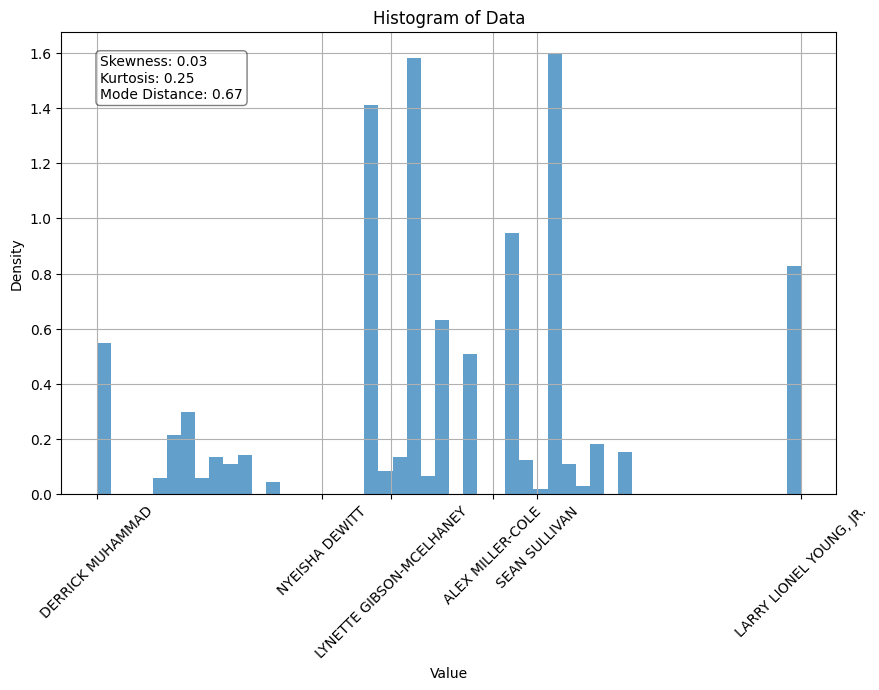 Histogram of Data
Skewness: 0.03
Kurtosis: 0.25
Mode Distance: 0.67
1.6
1.4
1.2
1.0
0.8
0.6
0.4
0.2
0.0
Density
DERRICK MUHAMMAD
NYEISHA DEWITT
LYNETTE GIBSON-MCELHANEY
ALEX MILLER-COLE
SEAN SULLIVAN
LARRY LIONEL YOUNG, JR.
Value